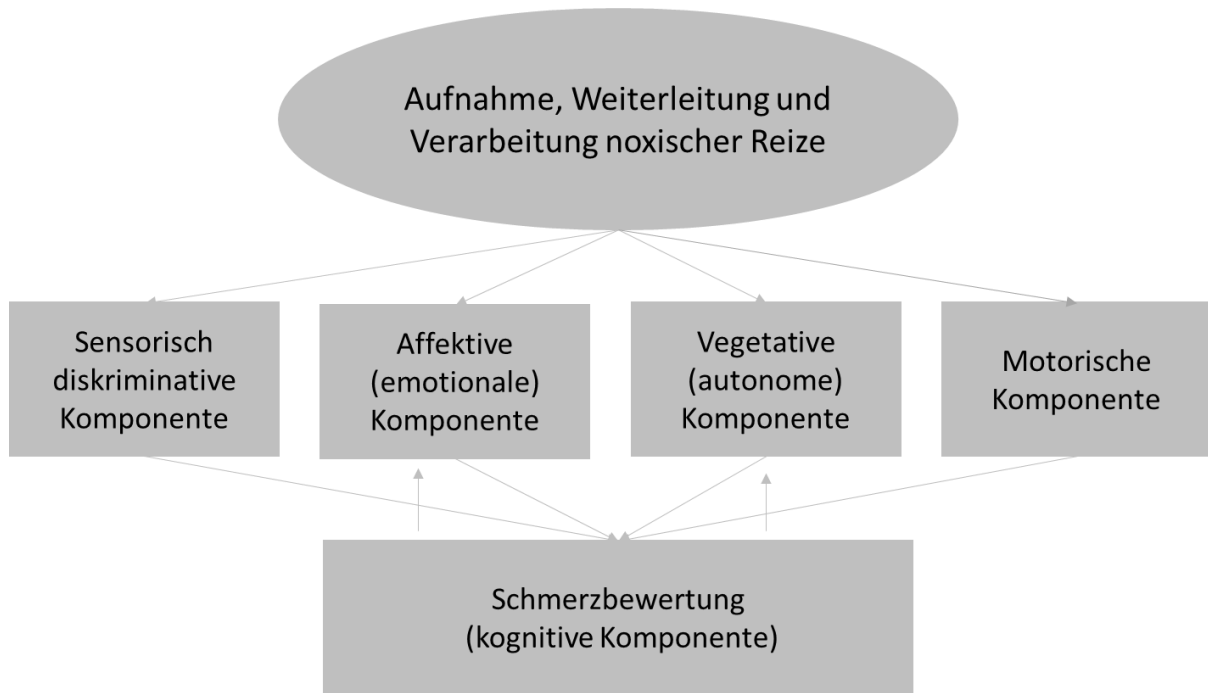 Aufnahme, Weiterleitung und
Verarbeitung noxischer Reize
Sensorisch
diskriminative
Komponente
Affektive
(emotionale)
Komponente
Vegetative
(autonome)
Komponente
Motorische
Komponente
Schmerzbewertung
(kognitive Komponente)